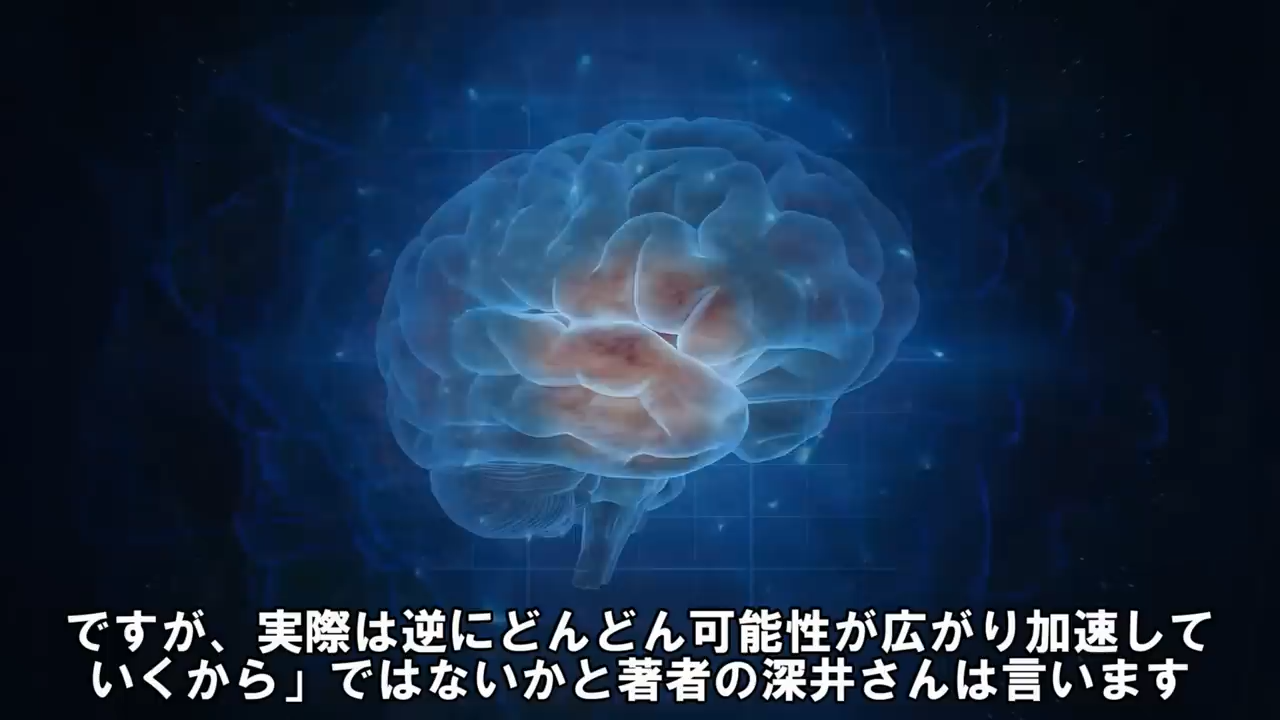 ですが、実際は逆にどんどん可能性が広がり加速して
いくから」ではないかと著者の深井さんは言います